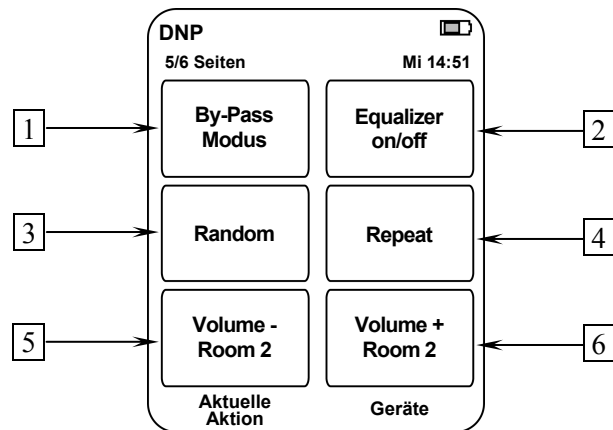 DNP
5/6 Seiten Mi 14:51
1
By-Pass
Modus
Equalizer
on/off
2
3
Random
Repeat
4
5
Volume -
Room 2
Volume +
Room 2
6
Aktuelle
Aktion
Geräte